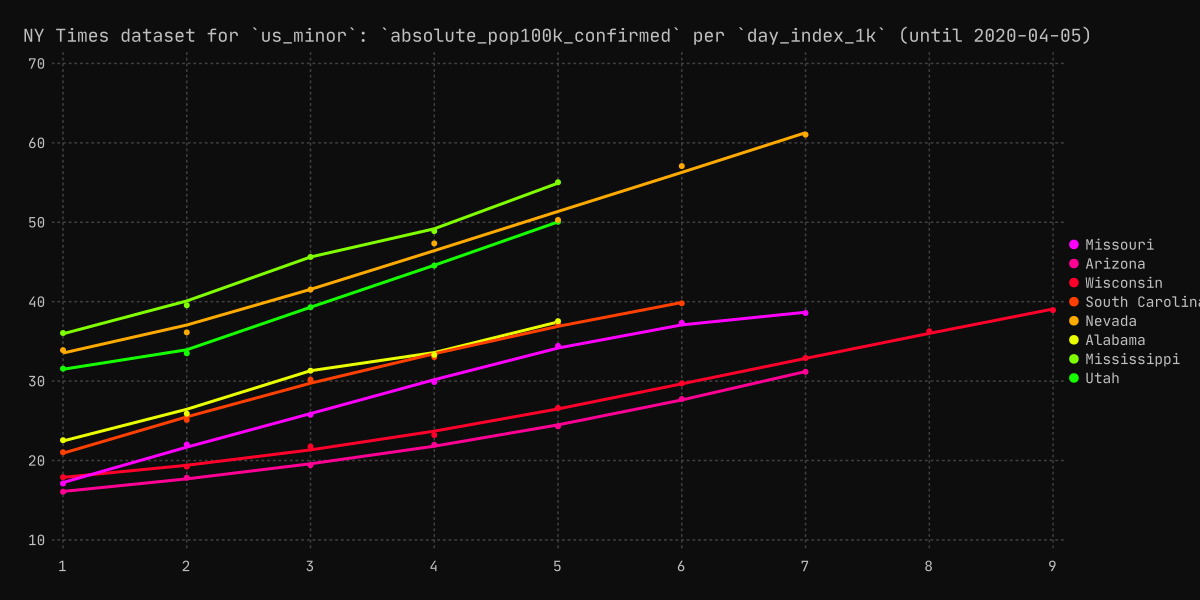 NY Times dataset for `us_minor`: `absolute_pop100k_confirmed` per `day_index_1k` (until 2020-04-05)
70
60
50
40
30
20
10
1 2 3 4 5 6 7 8 9
Missouri
Arizona
Wisconsin
South Carolina
Nevada
Alabama
Mississippi
Utah